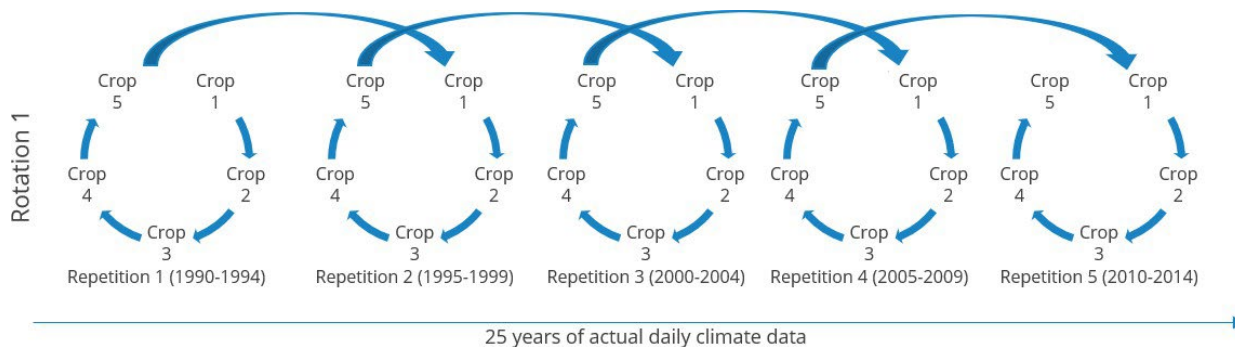 Rotation 1
Crop
5
Crop
1
Crop
2
Crop
3
Crop
4
Repetition 1 (1990-1994)
Crop
5
Crop
1
Crop
2
Crop
3
Crop
4
Repetition 2 (1995-1999)
Crop
5
Crop
1
Crop
2
Crop
3
Crop
4
Repetition 3 (2000-2004)
Crop
5
Crop
1
Crop
2
Crop
3
Crop
4
Repetition 4 (2005-2009)
Crop
5
Crop
1
Crop
2
Crop
3
Crop
4
Repetition 5 (2010-2014)
25 years of actual daily climate data